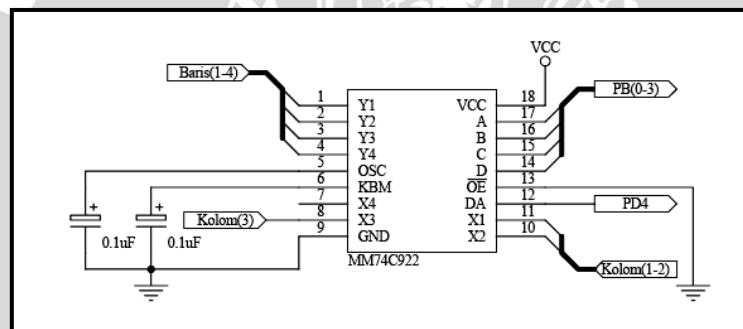 VCC
Baris(1-4)
PB(0-3)
1 Y1 VCC 18
2 Y2 A 17
3 Y3 B 16
4 Y4 C 15
5 OSC D 14
6 KBM OE 13
7 X4 DA 12
PD4
8 X3 X1 11
9 GND X2 10
Kolom(3)
+ +
0.1uF 0.1uF
MM74C922
Kolom(1-2)